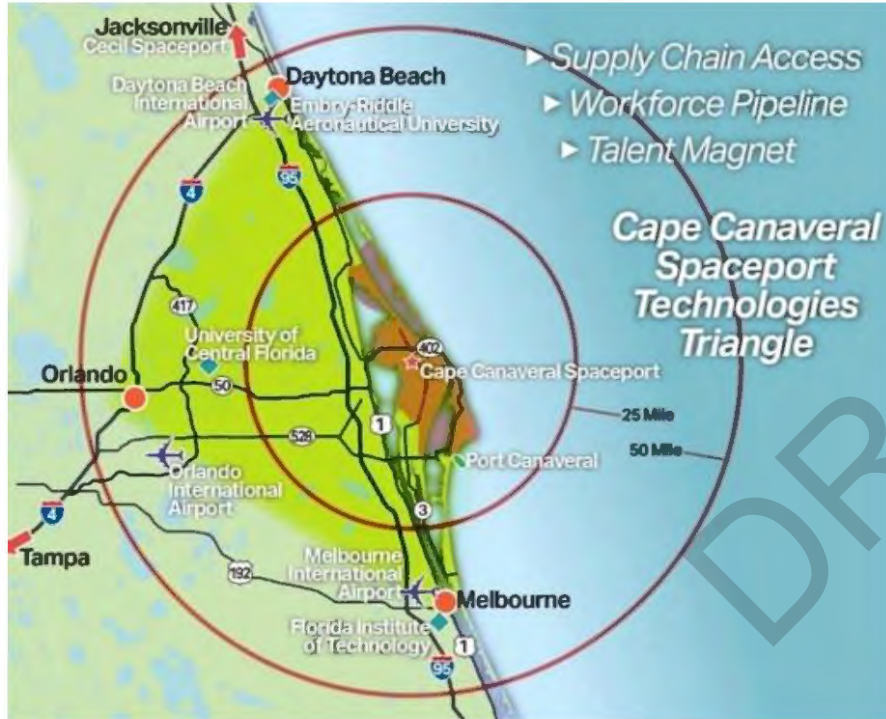 Jacksonville
Cecil Spaceport
Daytona Beach
International
Airport
Daytona Beach
Embry-Riddle
Aeronautical University
► Supply Chain Access
► Workforce Pipeline
► Talent Magnet
Cape Canaveral
Spaceport
Technologies
Triangle
4
95
417
University of
Central Florida
402
Cape Canaveral Spaceport
Orlando
50
1
25 Mile
528
50 Mile
Port Canaveral
Orlando
International
Airport
4
3
Tampa
192
Melbourne
International
Airport
Melbourne
Florida Institute
of Technology
1
95
DR